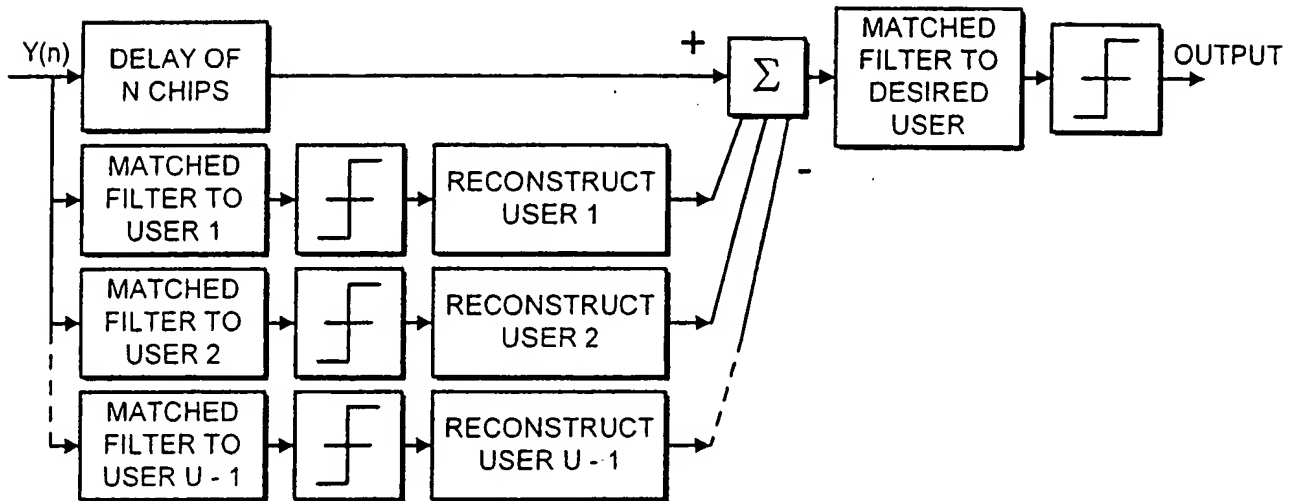 Y(n)
DELAY OF
N CHIPS
+
Σ
-
MATCHED
FILTER TO
DESIRED
USER
OUTPUT
MATCHED
FILTER TO
USER 1
RECONSTRUCT
USER 1
MATCHED
FILTER TO
USER 2
RECONSTRUCT
USER 2
MATCHED
FILTER TO
USER U - 1
RECONSTRUCT
USER U - 1